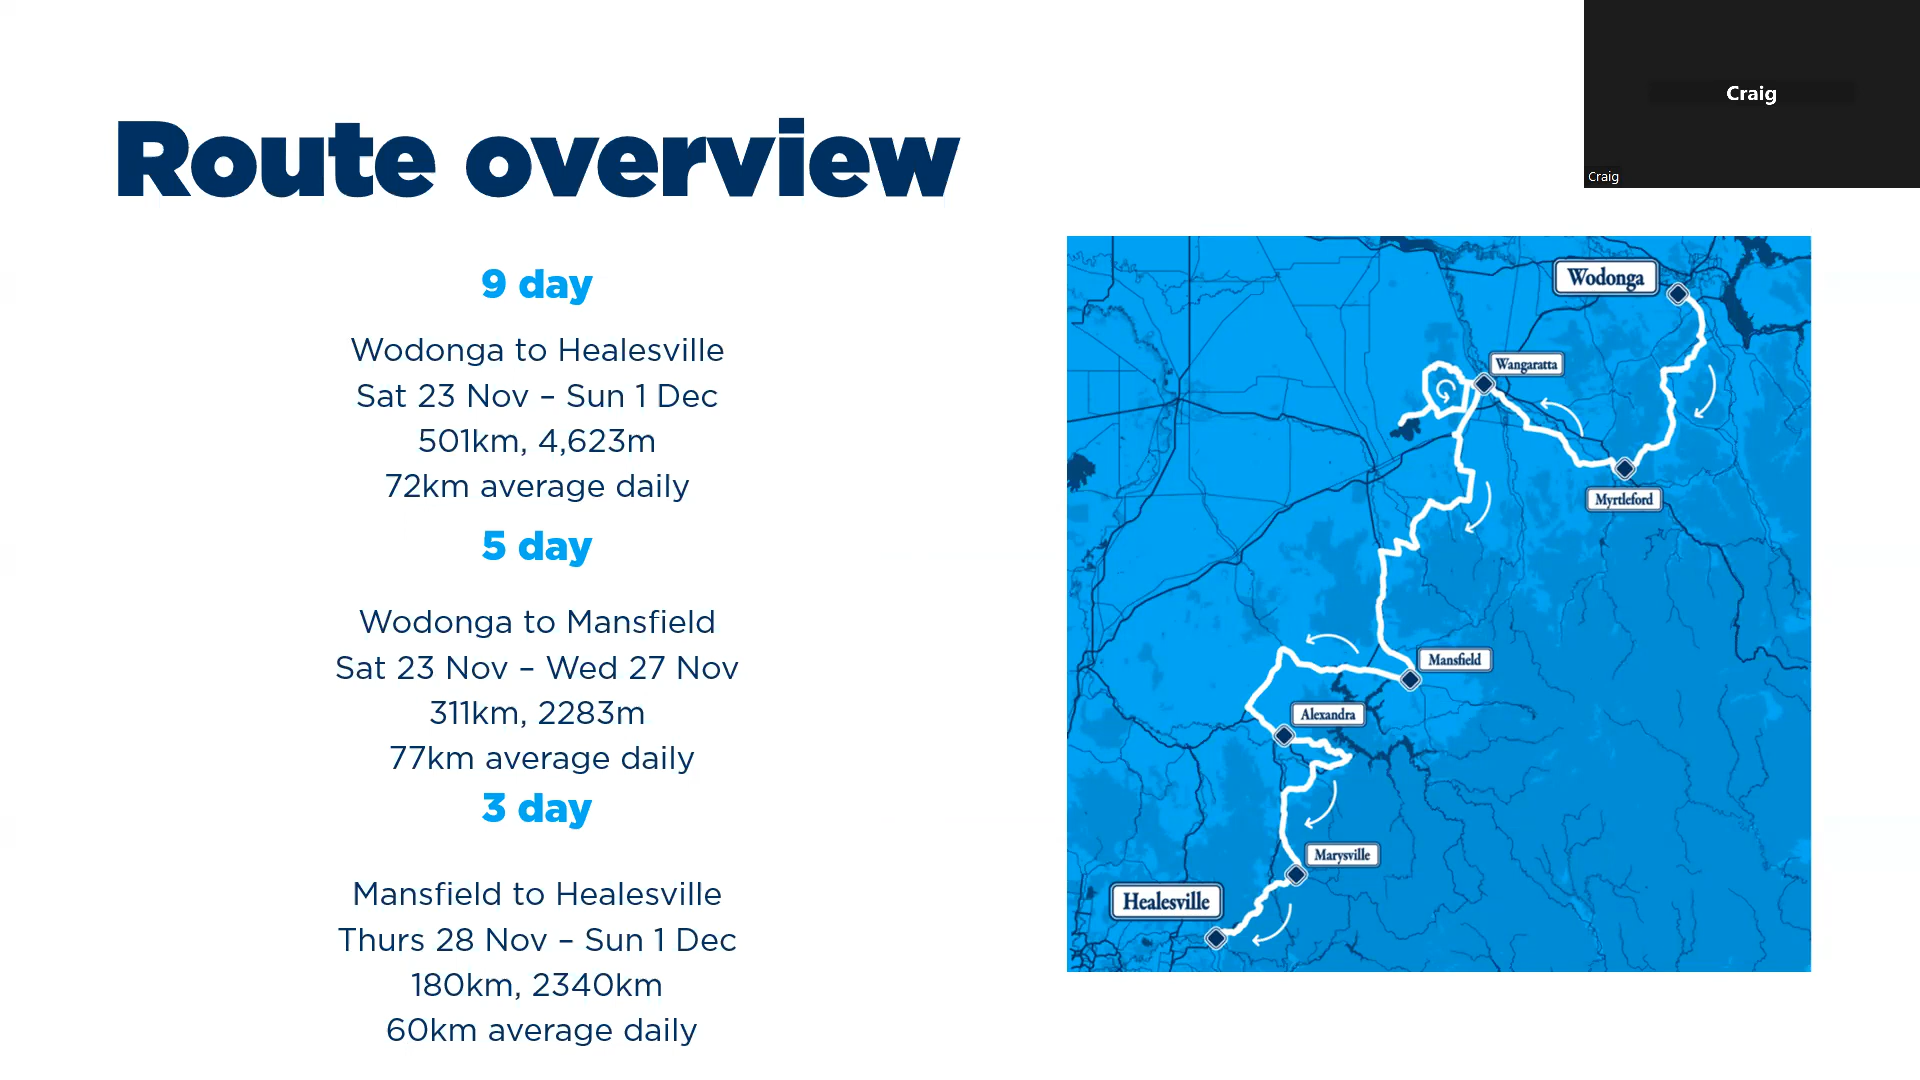 Craig
Craig
Route overview
9 day
Wodonga to Healesville
Sat 23 Nov – Sun 1 Dec
501km, 4,623m
72km average daily
5 day
Wodonga to Mansfield
Sat 23 Nov – Wed 27 Nov
311km, 2283m
77km average daily
3 day
Mansfield to Healesville
Thurs 28 Nov – Sun 1 Dec
180km, 2340km
60km average daily
Wodonga
Wangaratta
Myrtleford
Mansfield
Alexandra
Marysville
Healesville